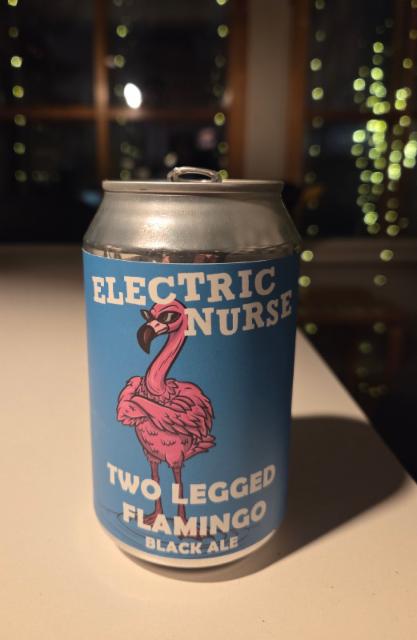 ELECTRIC
NURSE
TWO LEGGED
FLAMINGO
BLACK ALE